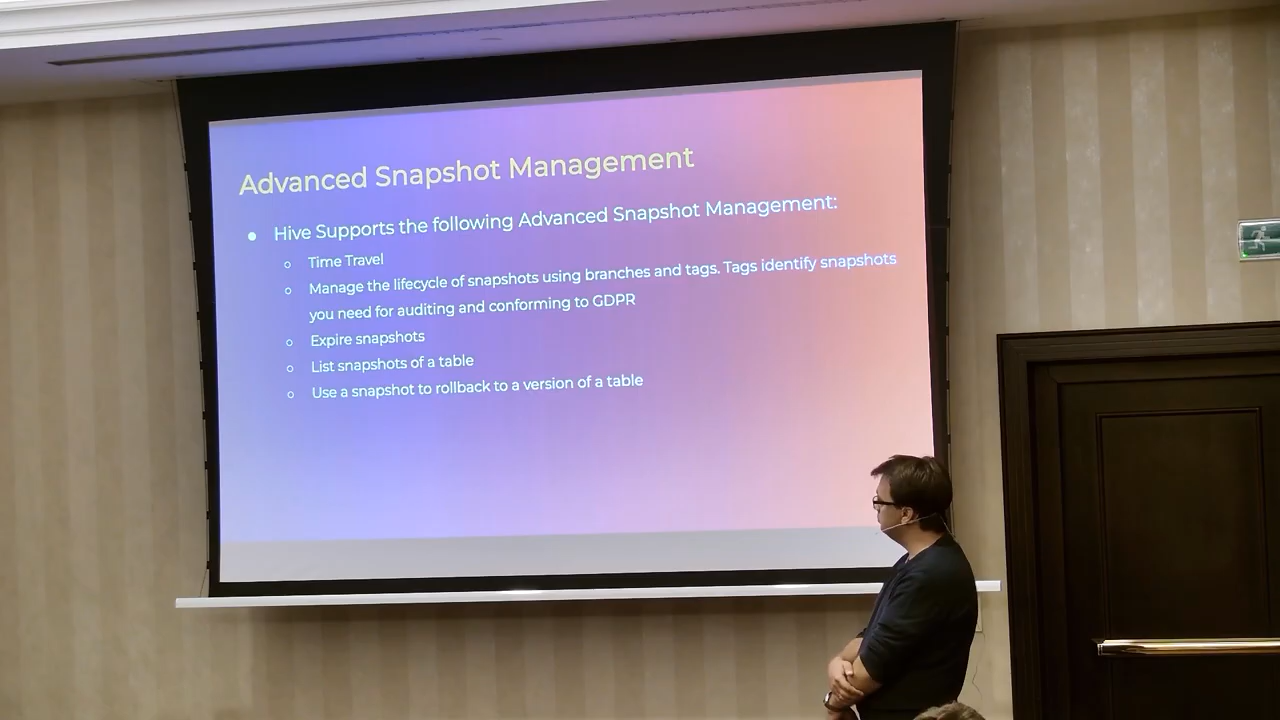 Advanced Snapshot Management
● Hive Supports the following Advanced Snapshot Management:
○ Time Travel
○ Manage the lifecycle of snapshots using branches and tags. Tags identify snapshots
you need for auditing and conforming to GDPR
○ Expire snapshots
○ List snapshots of a table
○ Use a snapshot to rollback to a version of a table